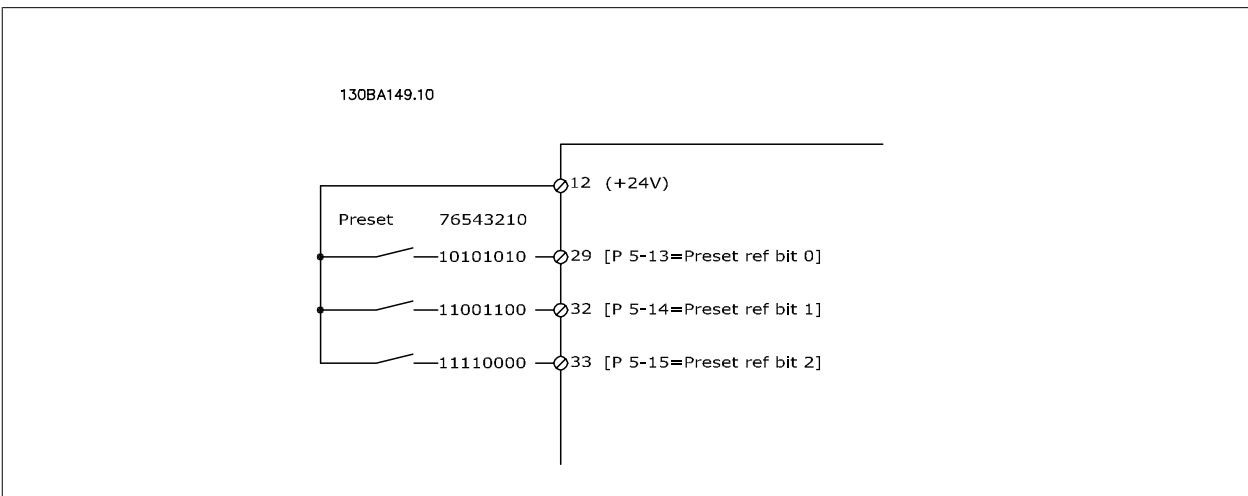 130BA149.10
12 (+24V)
Preset 76543210
10101010 29 [P 5-13=Preset ref bit 0]
11001100 32 [P 5-14=Preset ref bit 1]
11110000 33 [P 5-15=Preset ref bit 2]